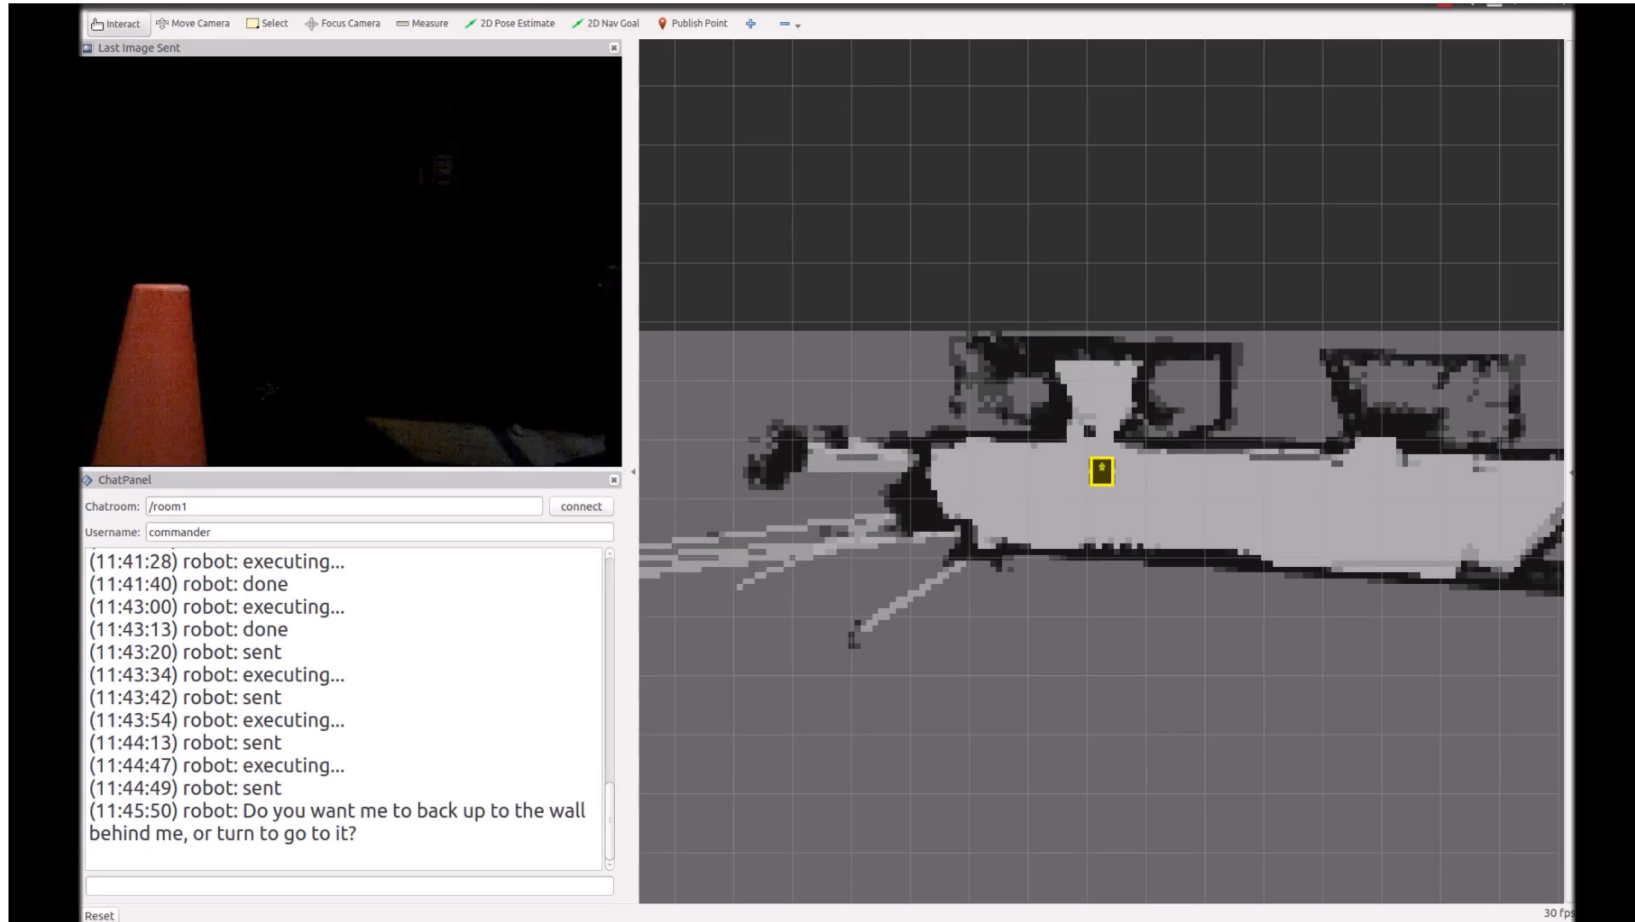 Interact Move Camera Select Focus Camera Measure 2D Pose Estimate 2D Nav Goal Publish Point
Last Image Sent
ChatPanel
Chatroom: /room1 connect
Username: commander
(11:41:28) robot: executing...
(11:41:40) robot: done
(11:43:00) robot: executing...
(11:43:13) robot: done
(11:43:20) robot: sent
(11:43:34) robot: executing...
(11:43:42) robot: sent
(11:43:54) robot: executing...
(11:44:13) robot: sent
(11:44:47) robot: executing...
(11:44:49) robot: sent
(11:45:50) robot: Do you want me to back up to the wall
behind me, or turn to go to it?
Reset
30 fps